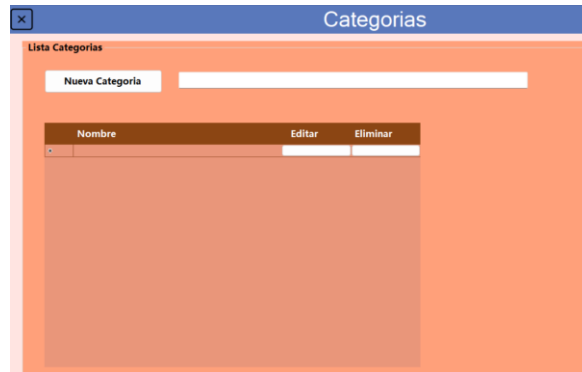 Categorias
Lista Categorias
Nueva Categoria
Nombre Editar Eliminar